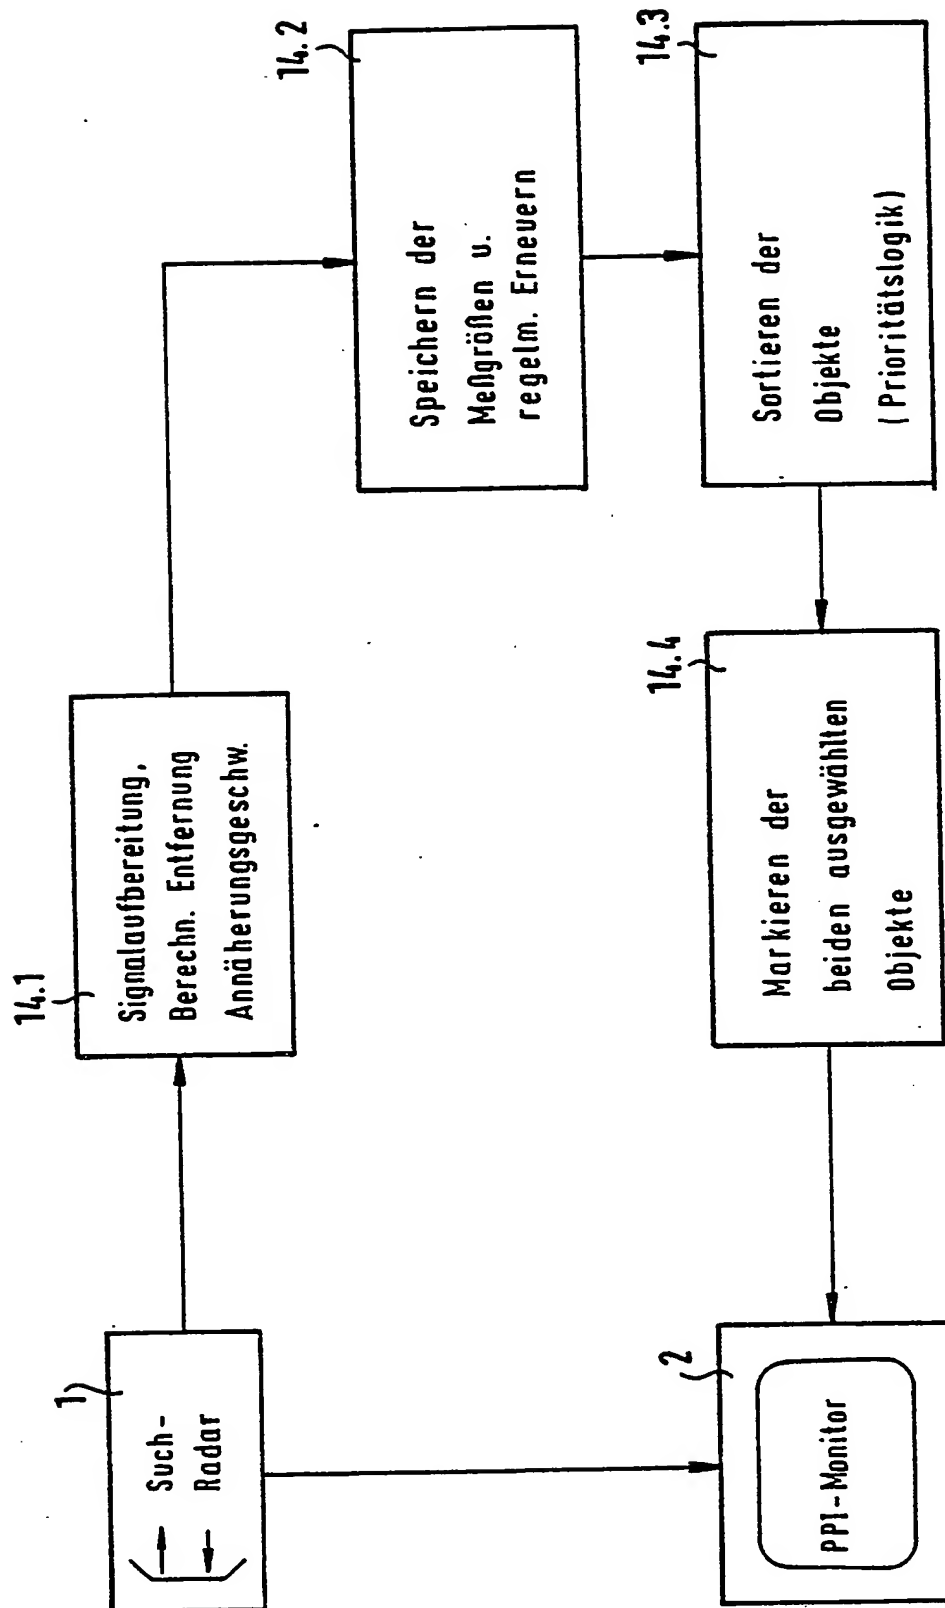 1
Such-
Radar
14.1
Signalaufbereitung,
Berechn. Entfernung
Annäherungsgeschw.
14.2
Speichern der
Meßgrößen u.
regelm. Erneuern
14.3
Sortieren der
Objekte
(Prioritätslogik)
14.4
Markieren der
beiden ausgewählten
Objekte
2
PPI-Monitor